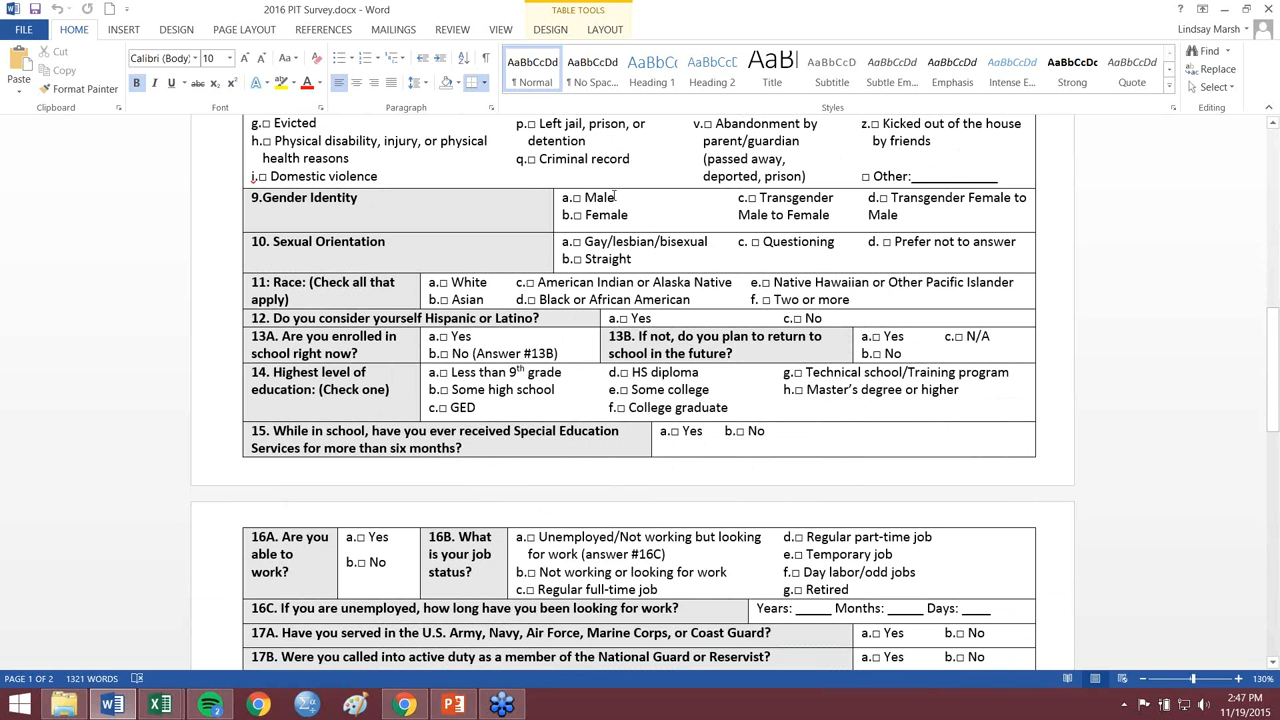 2016 PIT Survey.docx - Word
TABLE TOOLS
FILE HOME INSERT DESIGN PAGE LAYOUT REFERENCES MAILINGS REVIEW VIEW DESIGN LAYOUT
Lindsay Marsh
Paste
Cut
Copy
Format Painter
Clipboard
Calibri (Body) 10
Font
Paragraph
AaBbCcDd AaBbCcDd AaBbCc AaBbCcD AaB AaBbCcD AaBbCcDd AaBbCcDd AaBbCcDd AaBbCcDc AaBbCcDd
¶ Normal ¶ No Spac... Heading 1 Heading 2 Title Subtitle Subtle Em... Emphasis Intense E... Strong Quote
Styles
Find
Replace
Select
Editing
g.□ Evicted
h.□ Physical disability, injury, or physical
health reasons
i.□ Domestic violence
p.□ Left jail, prison, or
detention
q.□ Criminal record
v.□ Abandonment by
parent/guardian
(passed away,
deported, prison)
z.□ Kicked out of the house
by friends
□ Other:______________
9.Gender Identity
a.□ Male
b.□ Female
c.□ Transgender
Male to Female
d.□ Transgender Female to
Male
10. Sexual Orientation
a.□ Gay/lesbian/bisexual
b.□ Straight
c. □ Questioning
d. □ Prefer not to answer
11: Race: (Check all that
apply)
a.□ White
b.□ Asian
c.□ American Indian or Alaska Native
d.□ Black or African American
e.□ Native Hawaiian or Other Pacific Islander
f. □ Two or more
12. Do you consider yourself Hispanic or Latino?
a.□ Yes
c.□ No
13A. Are you enrolled in
school right now?
a.□ Yes
b.□ No (Answer #13B)
13B. If not, do you plan to return to
school in the future?
a.□ Yes
b.□ No
c.□ N/A
14. Highest level of
education: (Check one)
a.□ Less than 9th grade
b.□ Some high school
c.□ GED
d.□ HS diploma
e.□ Some college
f.□ College graduate
g.□ Technical school/Training program
h.□ Master's degree or higher
15. While in school, have you ever received Special Education
Services for more than six months?
a.□ Yes b.□ No
16A. Are you
able to
work?
a.□ Yes
b.□ No
16B. What
is your job
status?
a.□ Unemployed/Not working but looking
for work (answer #16C)
b.□ Not working or looking for work
c.□ Regular full-time job
d.□ Regular part-time job
e.□ Temporary job
f.□ Day labor/odd jobs
g.□ Retired
16C. If you are unemployed, how long have you been looking for work?
Years: _____ Months: _____ Days: ____
17A. Have you served in the U.S. Army, Navy, Air Force, Marine Corps, or Coast Guard?
a.□ Yes b.□ No
17B. Were you called into active duty as a member of the National Guard or Reservist?
a.□ Yes b.□ No
PAGE 1 OF 2 1321 WORDS
130%
2:47 PM
11/19/2015